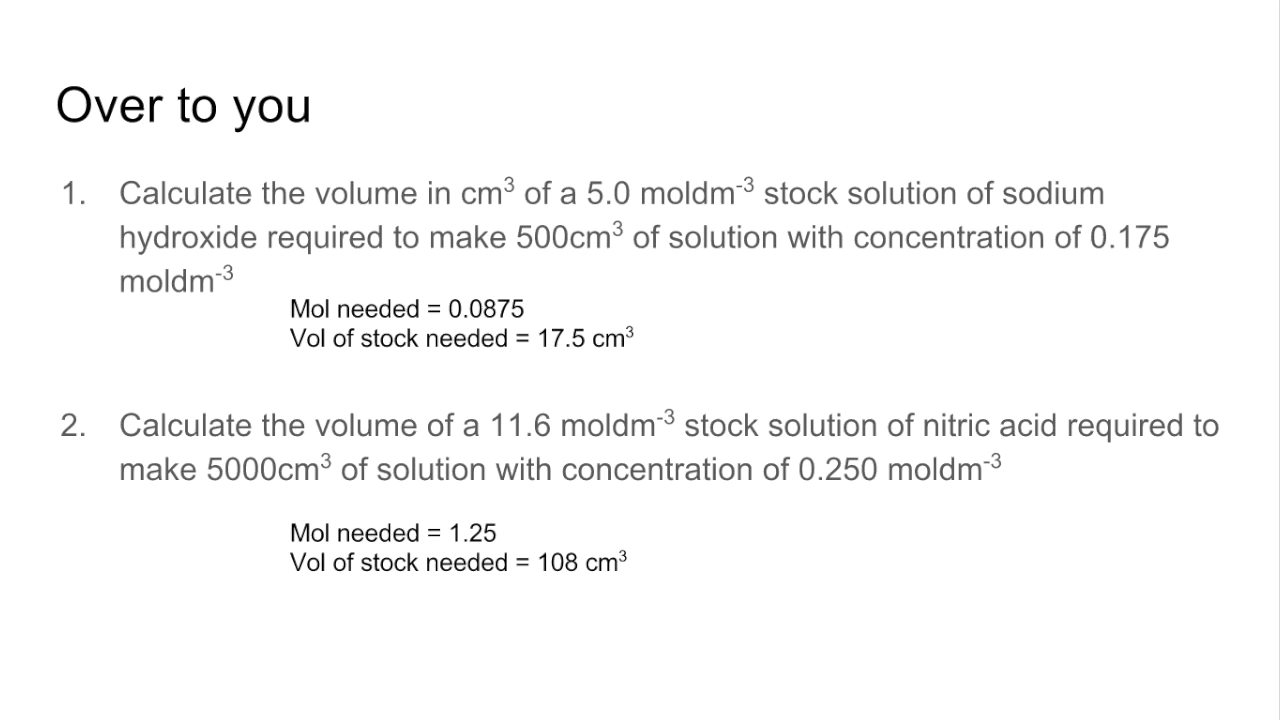 Over to you
1. Calculate the volume in cm³ of a 5.0 moldm⁻³ stock solution of sodium
hydroxide required to make 500cm³ of solution with concentration of 0.175
moldm⁻³
Mol needed = 0.0875
Vol of stock needed = 17.5 cm³
2. Calculate the volume of a 11.6 moldm⁻³ stock solution of nitric acid required to
make 5000cm³ of solution with concentration of 0.250 moldm⁻³
Mol needed = 1.25
Vol of stock needed = 108 cm³